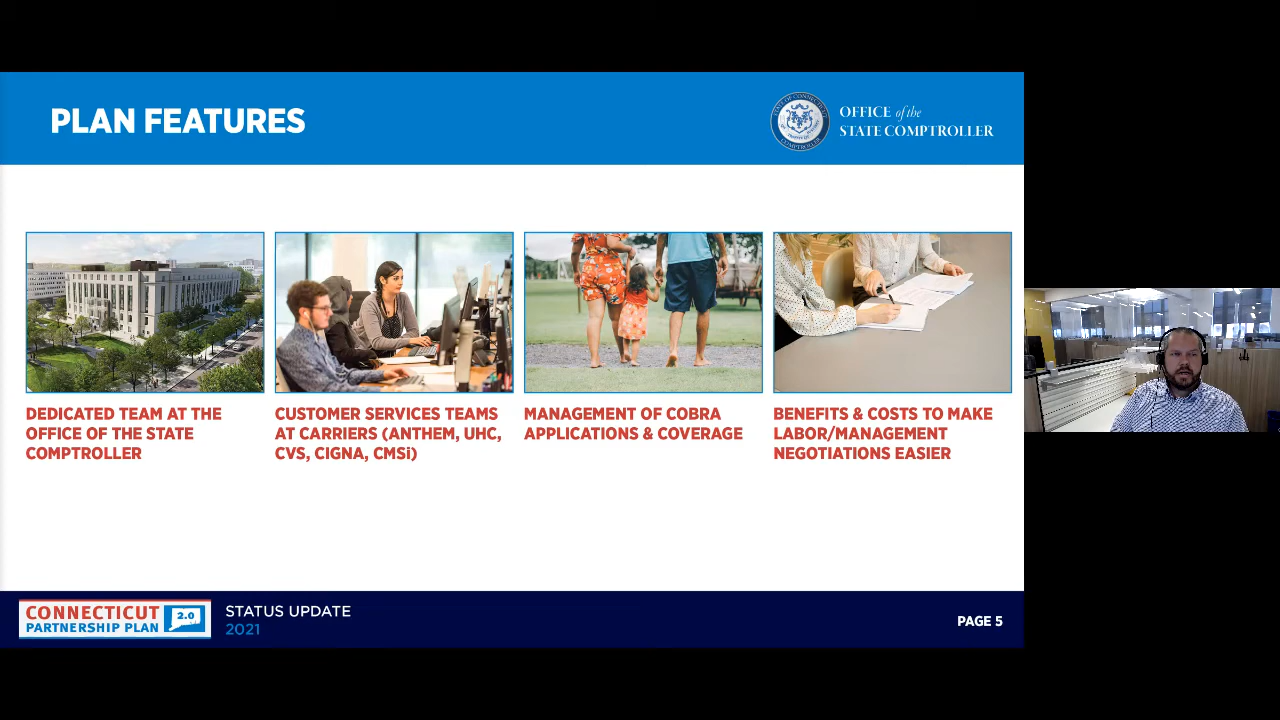 PLAN FEATURES
OFFICE of the
STATE COMPTROLLER
DEDICATED TEAM AT THE
OFFICE OF THE STATE
COMPTROLLER
CUSTOMER SERVICES TEAMS
AT CARRIERS (ANTHEM, UHC,
CVS, CIGNA, CMSi)
MANAGEMENT OF COBRA
APPLICATIONS & COVERAGE
BENEFITS & COSTS TO MAKE
LABOR/MANAGEMENT
NEGOTIATIONS EASIER
CONNECTICUT 2.0
PARTNERSHIP PLAN
STATUS UPDATE
2021
PAGE 5